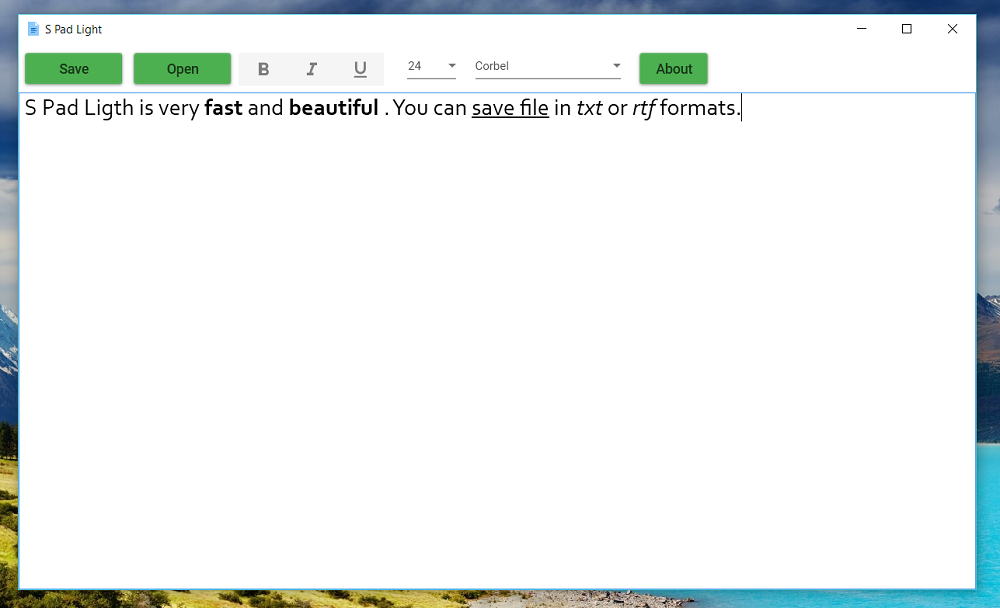 S Pad Light
Save Open B I U 24 Corbel About
S Pad Ligth is very fast and beautiful . You can save file in txt or rtf formats.